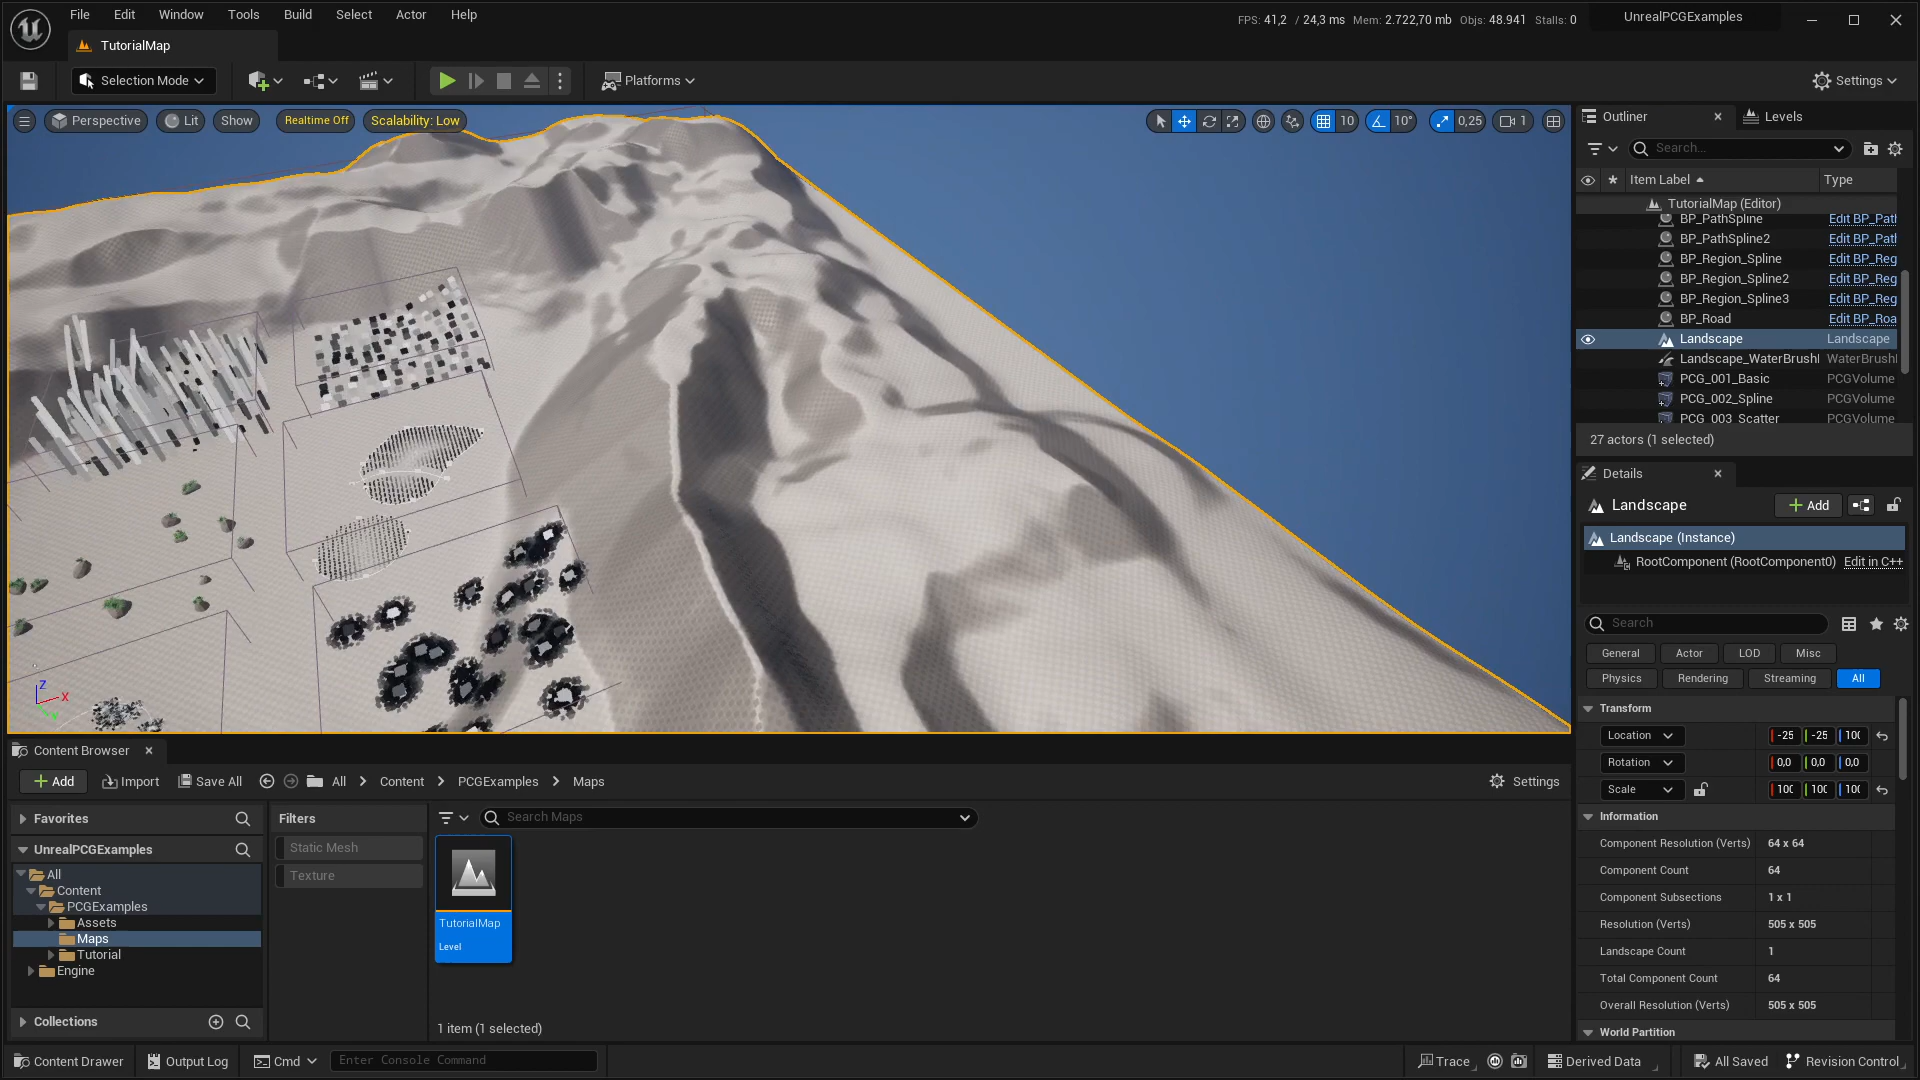 File Edit Window Tools Build Select Actor Help
FPS: 41,2 / 24,3 ms Mem: 2.722,70 mb Objs: 48.941 Stalls: 0
UnrealPCGExamples
TutorialMap
Selection Mode
Platforms
Settings
Perspective Lit Show Realtime Off Scalability: Low
10 10° 0,25 1
Outliner Levels
Search...
Item Label Type
TutorialMap (Editor)
BP_PathSpline Edit BP_Patl
BP_PathSpline2 Edit BP_Patl
BP_Region_Spline Edit BP_Reg
BP_Region_Spline2 Edit BP_Reg
BP_Region_Spline3 Edit BP_Reg
BP_Road Edit BP_Roa
Landscape Landscape
Landscape_WaterBrushI WaterBrushI
PCG_001_Basic PCGVolume
PCG_002_Spline PCGVolume
PCG_003_Scatter PCGVolume
27 actors (1 selected)
Details
Landscape Add
Landscape (Instance)
RootComponent (RootComponent0) Edit in C++
Search
General Actor LOD Misc
Physics Rendering Streaming All
Transform
Location -25 -25 100
Rotation 0,0 0,0 0,0
Scale 100 100 100
Information
Component Resolution (Verts) 64 x 64
Component Count 64
Component Subsections 1 x 1
Resolution (Verts) 505 x 505
Landscape Count 1
Total Component Count 64
Overall Resolution (Verts) 505 x 505
World Partition
Z
X
Y
Content Browser
Add Import Save All All Content PCGExamples Maps Settings
Favorites
UnrealPCGExamples
All
Content
PCGExamples
Assets
Maps
Tutorial
Engine
Collections
Filters
Static Mesh
Texture
Search Maps
TutorialMap
Level
1 item (1 selected)
Content Drawer Output Log Cmd Enter Console Command
Trace Derived Data All Saved Revision Control